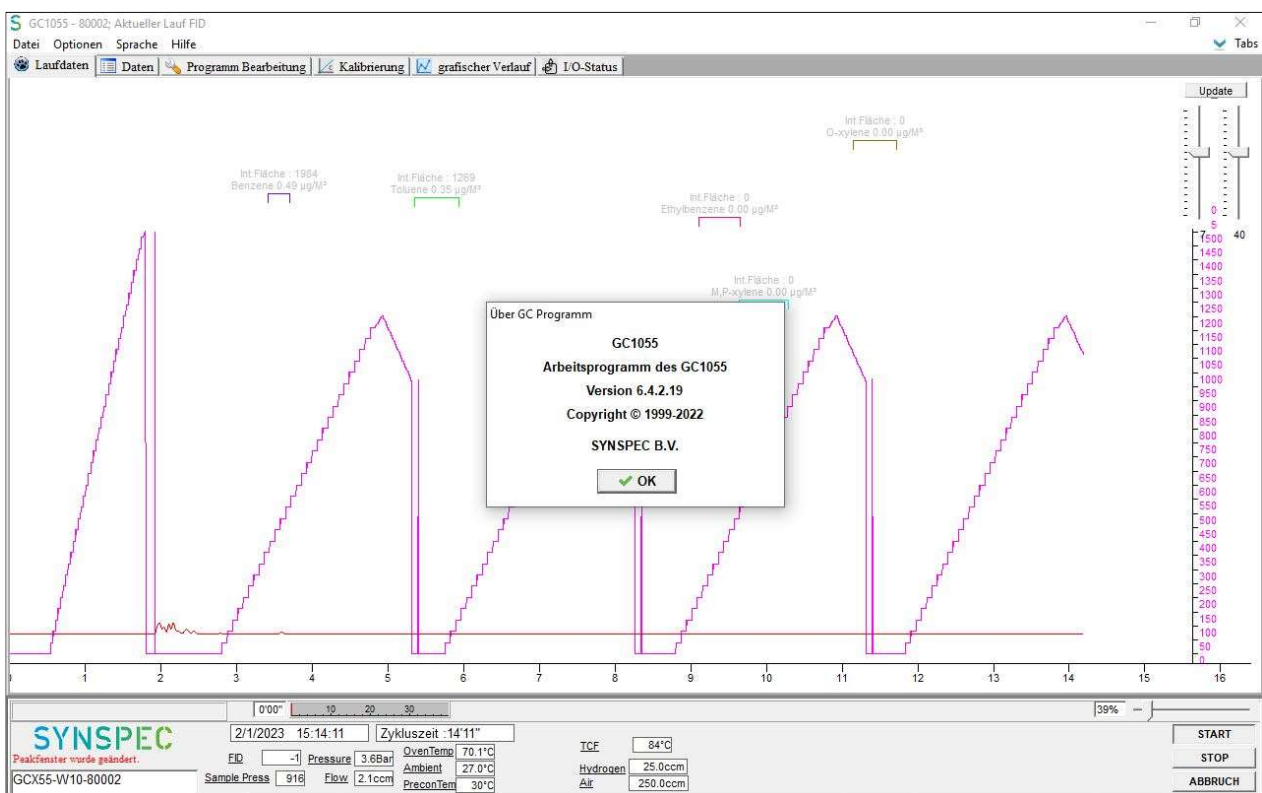 GC1055 - 80002; Aktueller Lauf FID
Datei Optionen Sprache Hilfe
Tabs
Laufdaten Daten Programm Bearbeitung Kalibrierung grafischer Verlauf I/O-Status
Update
Int.Fläche : 0
O-xylene 0.00 µg/M³
Int.Fläche : 1984
Benzene 0.49 µg/M³
Int.Fläche : 1289
Toluene 0.35 µg/M³
Int.Fläche : 0
Ethylbenzene 0.00 µg/M³
Int.Fläche : 0
M,P-xylene 0.00 µg/M³
0
5
7 40
1500
1450
1400
1350
1300
1250
1200
1150
1100
1050
1000
950
900
850
800
750
700
650
600
550
500
450
400
350
300
250
200
150
100
50
0
Über GC Programm
GC1055
Arbeitsprogramm des GC1055
Version 6.4.2.19
Copyright © 1999-2022
SYNSPEC B.V.
OK
1 2 3 4 5 6 7 8 9 10 11 12 13 14 15 16
0'00" 10 20 30 39%
SYNSPEC
Peakfenster wurde geändert.
GCX55-W10-80002
2/1/2023 15:14:11 Zykluszeit :14'11"
FID -1 Pressure 3.6Bar OvenTemp 70.1°C
Ambient 27.0°C
Sample Press 916 Flow 2.1ccm PreconTem 30°C
TCF 84°C
Hydrogen 25.0ccm
Air 250.0ccm
START
STOP
ABBRUCH